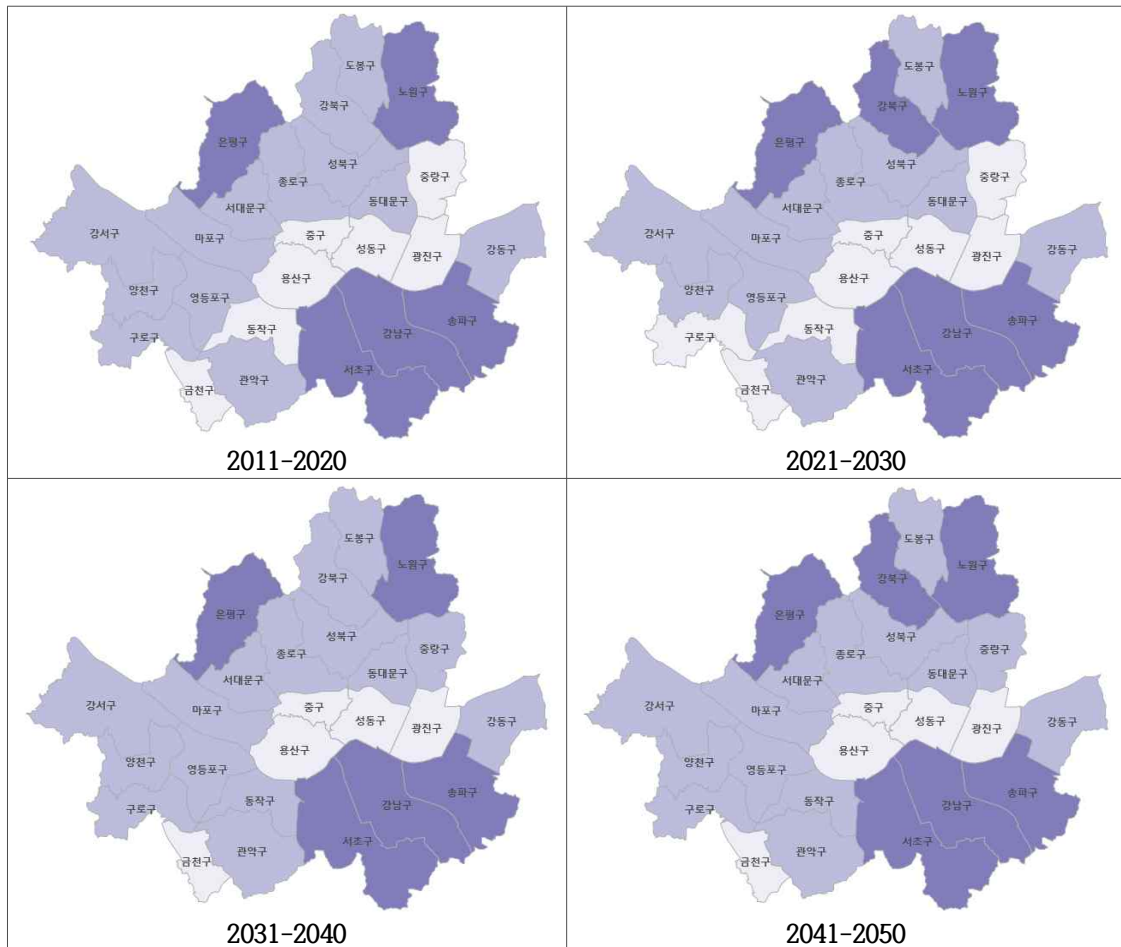 도봉구
노원구
강북구
은평구
성북구
중랑구
종로구
동대문구
서대문구
강서구
마포구
중구
성동구
광진구
강동구
용산구
양천구
영등포구
송파구
동작구
강남구
구로구
서초구
관악구
금천구
2011-2020
도봉구
노원구
강북구
은평구
성북구
중랑구
종로구
동대문구
서대문구
강서구
마포구
중구
성동구
광진구
강동구
용산구
양천구
영등포구
송파구
동작구
강남구
구로구
서초구
관악구
금천구
2021-2030
도봉구
노원구
강북구
은평구
성북구
중랑구
종로구
동대문구
서대문구
강서구
마포구
중구
성동구
광진구
강동구
용산구
양천구
영등포구
송파구
동작구
강남구
구로구
서초구
관악구
금천구
2031-2040
도봉구
노원구
강북구
은평구
성북구
중랑구
종로구
동대문구
서대문구
강서구
마포구
중구
성동구
광진구
강동구
용산구
양천구
영등포구
송파구
동작구
강남구
구로구
서초구
관악구
금천구
2041-2050